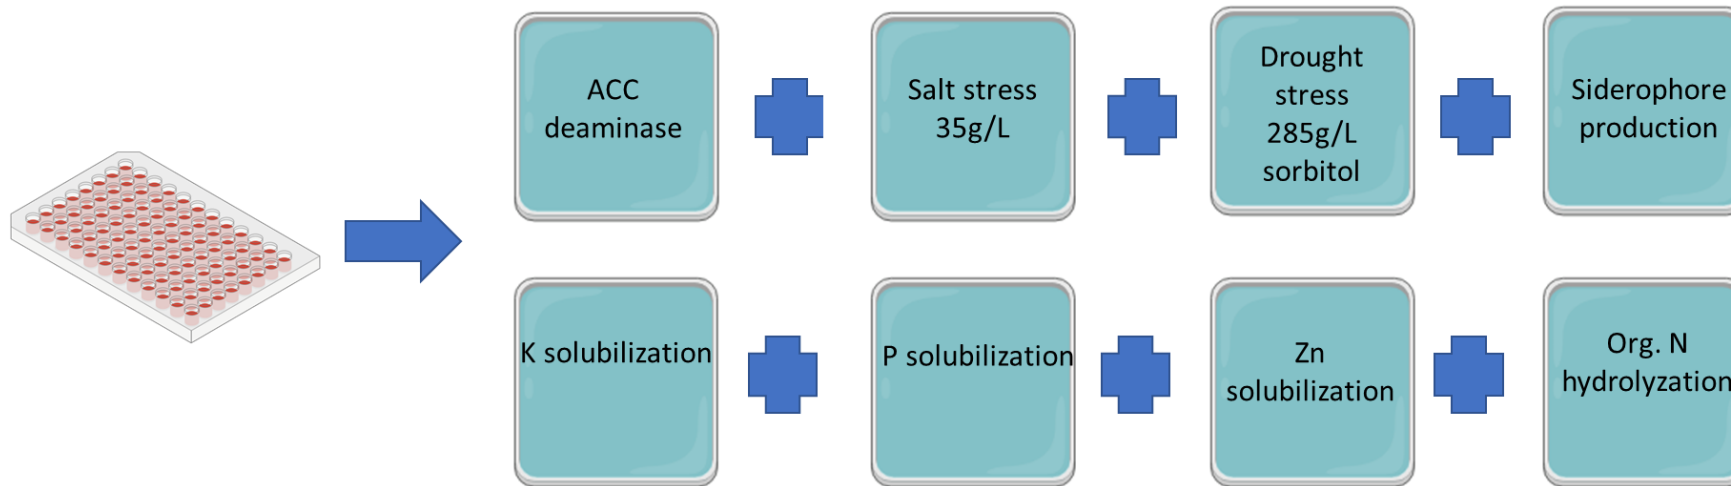 ACC
deaminase
Salt stress
35g/L
Drought
stress
285g/L
sorbitol
Siderophore
production
K solubilization
P solubilization
Zn
solubilization
Org. N
hydrolyzation